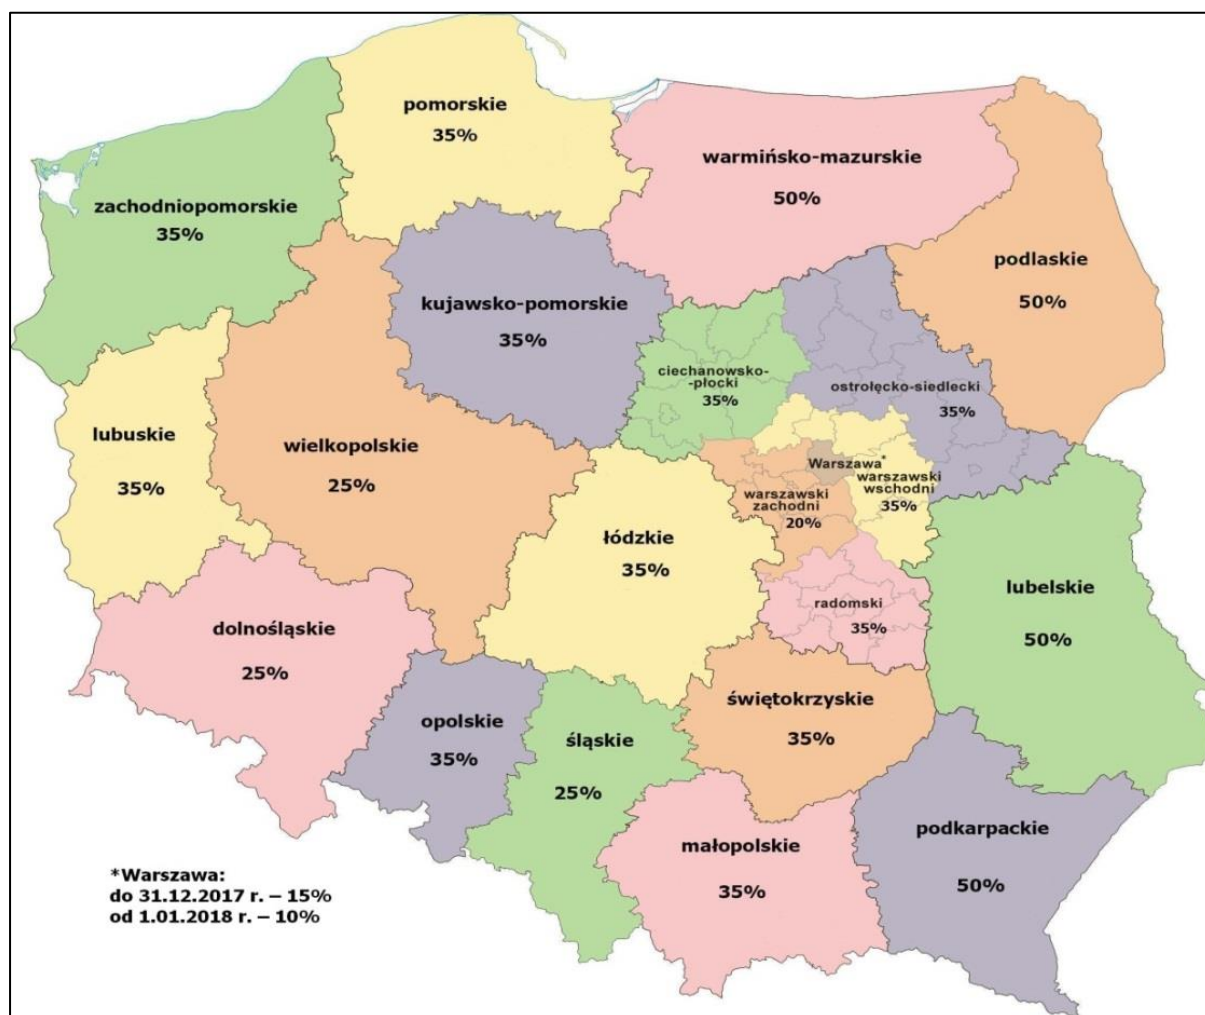 pomorskie
35%
warmińsko-mazurskie
50%
zachodniopomorskie
35%
podlaskie
50%
kujawsko-pomorskie
35%
ciechanowsko-
-płocki
35%
ostrołęcko-siedlecki
35%
lubuskie
35%
wielkopolskie
25%
Warszawa*
warszawski
wschodni
35%
warszawski
zachodni
20%
łódzkie
35%
radomski
35%
lubelskie
50%
dolnośląskie
25%
opolskie
35%
śląskie
25%
świętokrzyskie
35%
małopolskie
35%
podkarpackie
50%
*Warszawa:
do 31.12.2017 r. – 15%
od 1.01.2018 r. – 10%